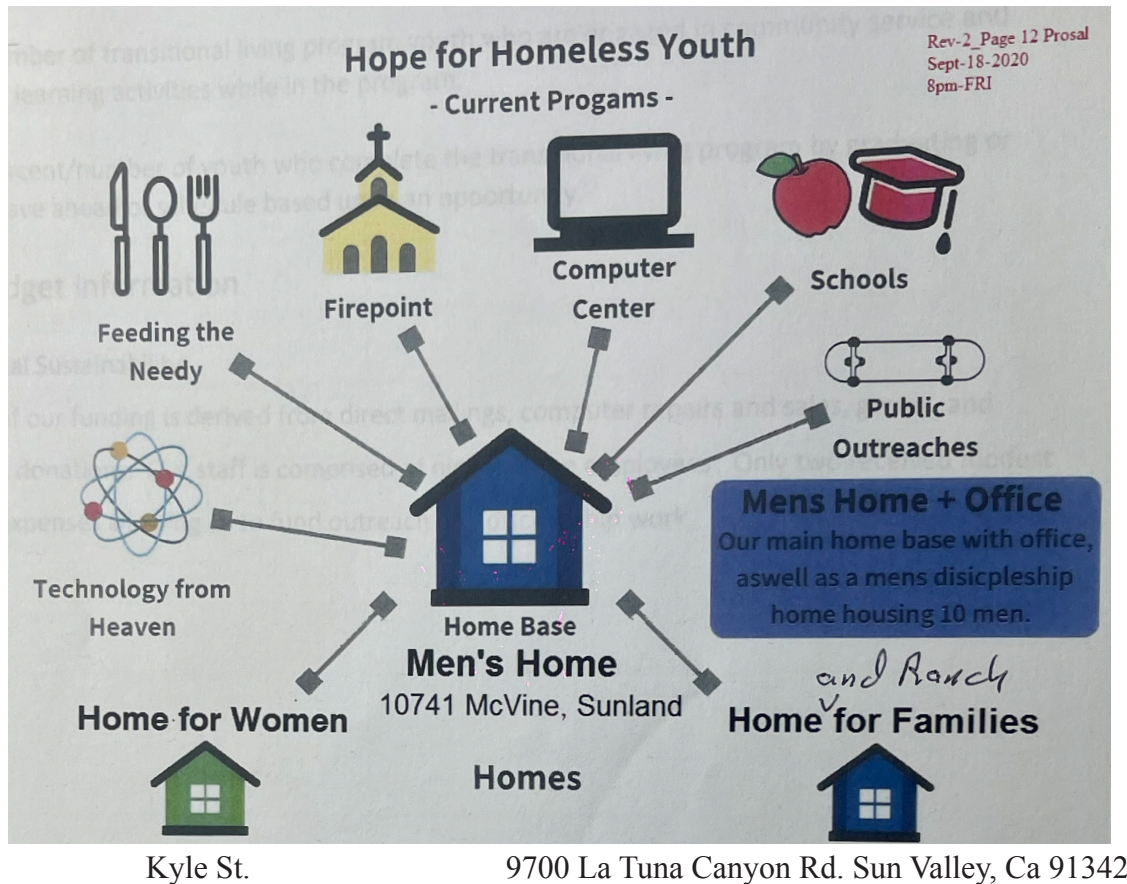 Hope for Homeless Youth
- Current Progams -
Rev-2_Page 12 Prosal
Sept-18-2020
8pm-FRI
Feeding the
Needy
Firepoint
Computer
Center
Schools
Public
Outreaches
Technology from
Heaven
Mens Home + Office
Our main home base with office,
aswell as a mens disicpleship
home housing 10 men.
Home Base
Men's Home
10741 McVine, Sunland
Home for Women
and Ranch
Home for Families
Homes
Kyle St.
9700 La Tuna Canyon Rd. Sun Valley, Ca 91342